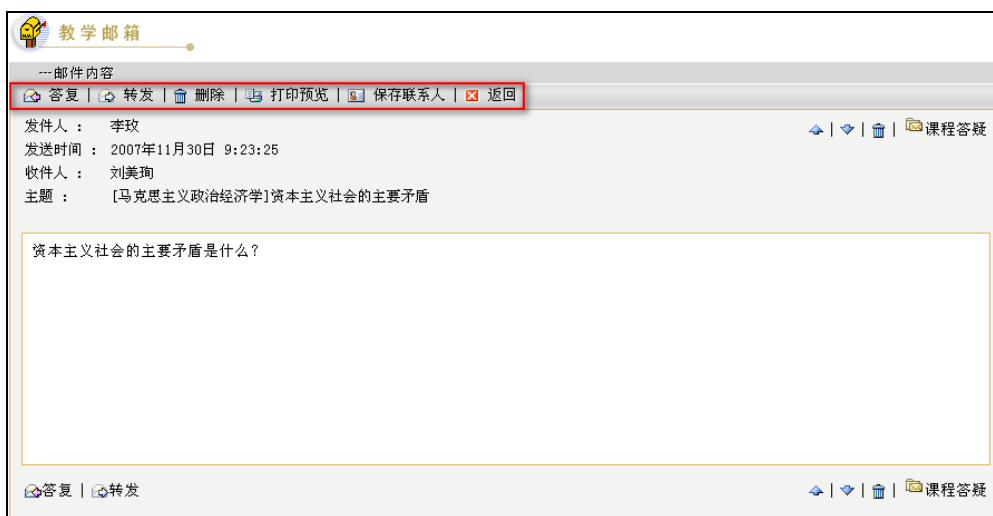 教学邮箱
---邮件内容
答复 | 转发 | 删除 | 打印预览 | 保存联系人 | 返回
发件人 : 李玫
| | | 课程答疑
发送时间 : 2007年11月30日 9:23:25
收件人 : 刘美珣
主题 : [马克思主义政治经济学]资本主义社会的主要矛盾
资本主义社会的主要矛盾是什么?
答复 | 转发
| | | 课程答疑